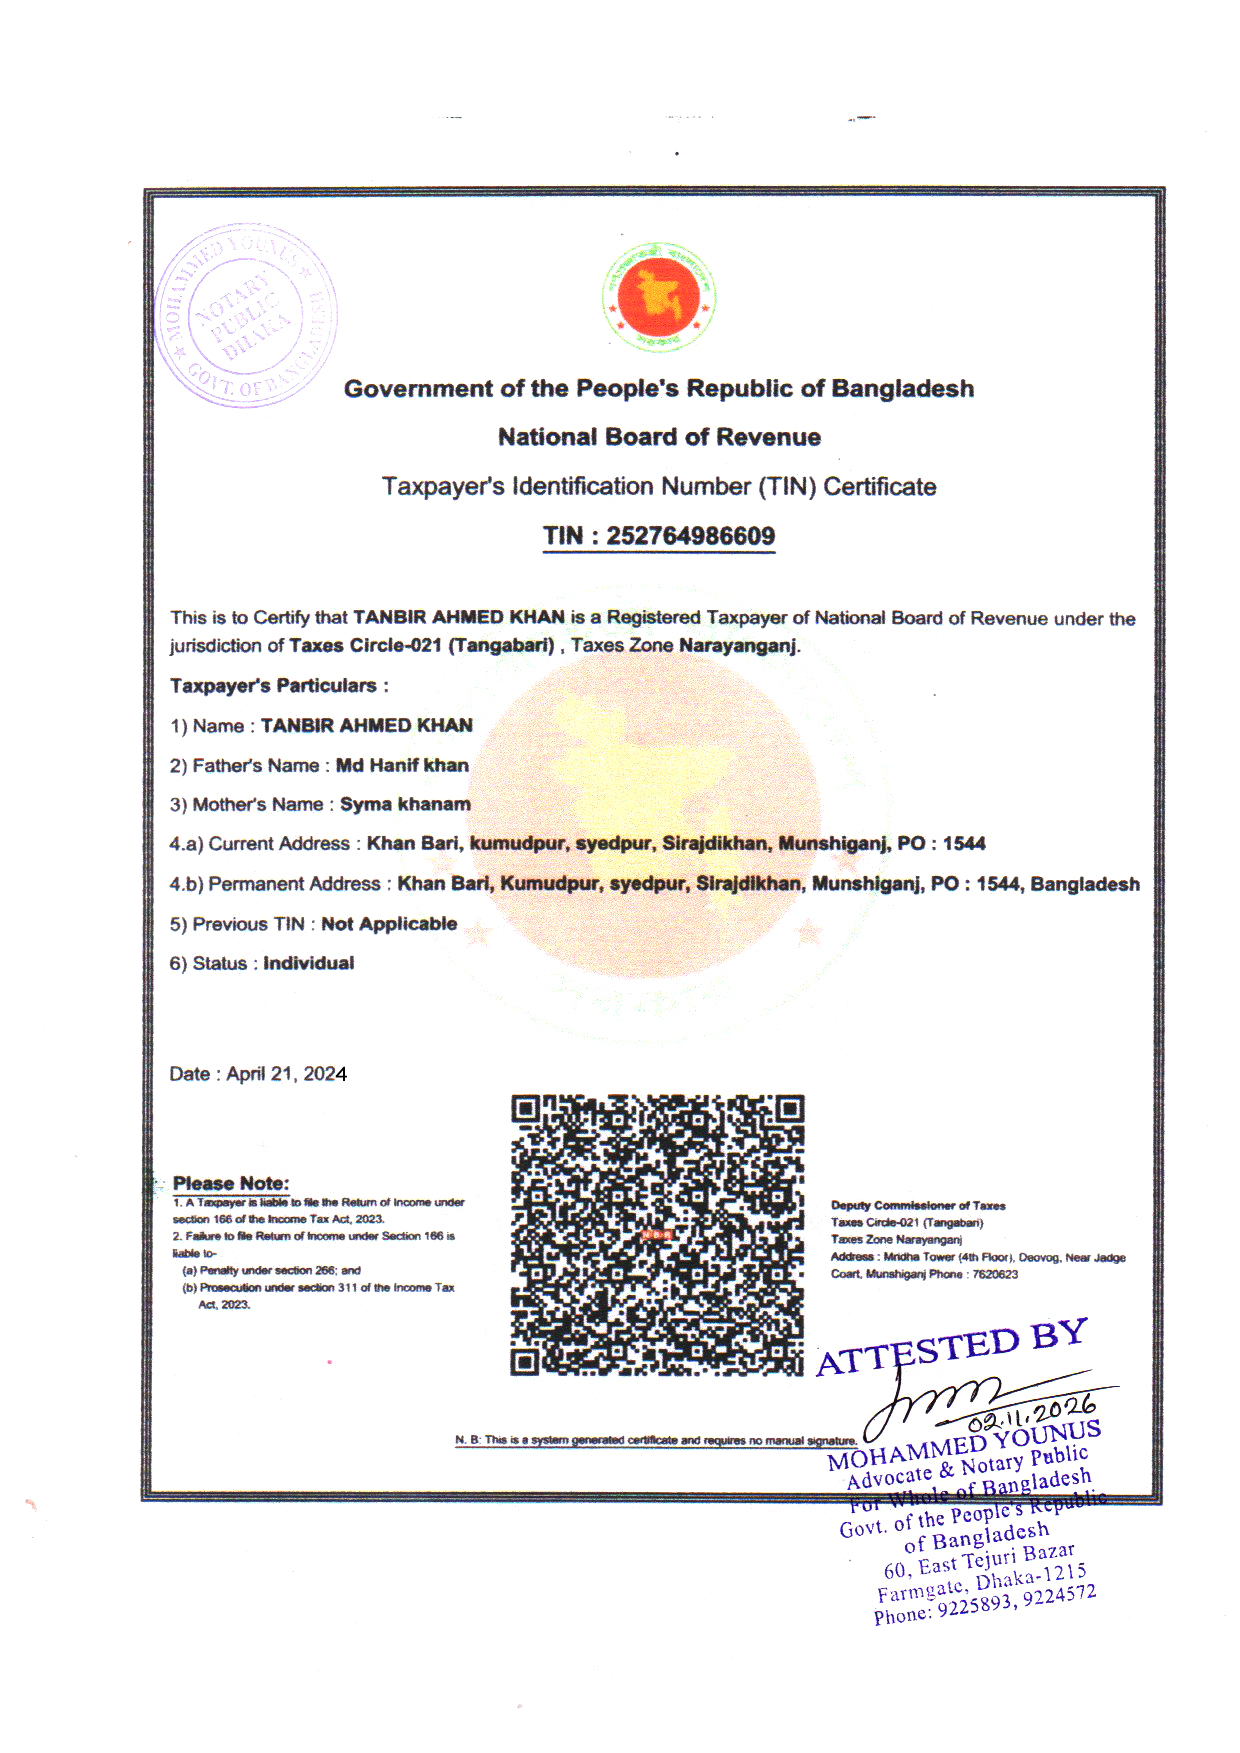 MOHAMMED YOUNUS
NOTARY
PUBLIC
DHAKA
GOVT. OF BANGLADESH
গণপ্রজাতন্ত্রী বাংলাদেশ
সরকার
Government of the People's Republic of Bangladesh
National Board of Revenue
Taxpayer's Identification Number (TIN) Certificate
TIN : 252764986609
This is to Certify that TANBIR AHMED KHAN is a Registered Taxpayer of National Board of Revenue under the
jurisdiction of Taxes Circle-021 (Tangabari) , Taxes Zone Narayanganj.
Taxpayer's Particulars :
1) Name : TANBIR AHMED KHAN
2) Father's Name : Md Hanif khan
3) Mother's Name : Syma khanam
4.a) Current Address : Khan Bari, kumudpur, syedpur, Sirajdikhan, Munshiganj, PO : 1544
4.b) Permanent Address : Khan Bari, Kumudpur, syedpur, Sirajdikhan, Munshiganj, PO : 1544, Bangladesh
5) Previous TIN : Not Applicable
6) Status : Individual
Date : April 21, 2024
Please Note:
1. A Taxpayer is liable to file the Return of Income under
section 166 of the Income Tax Act, 2023.
2. Failure to file Return of Income under Section 166 is
liable to-
(a) Penalty under section 266; and
(b) Prosecution under section 311 of the Income Tax
Act, 2023.
NBR
Deputy Commissioner of Taxes
Taxes Circle-021 (Tangabari)
Taxes Zone Narayanganj
Address : Mridha Tower (4th Floor), Deovog, Near Jadge
Coart, Munshiganj Phone : 7620623
N. B: This is a system generated certificate and requires no manual signature.
ATTESTED BY
02.11.2026
MOHAMMED YOUNUS
Advocate & Notary Public
For Whole of Bangladesh
Govt. of the People's Republic
of Bangladesh
60, East Tejuri Bazar
Farmgate, Dhaka-1215
Phone: 9225893, 9224572